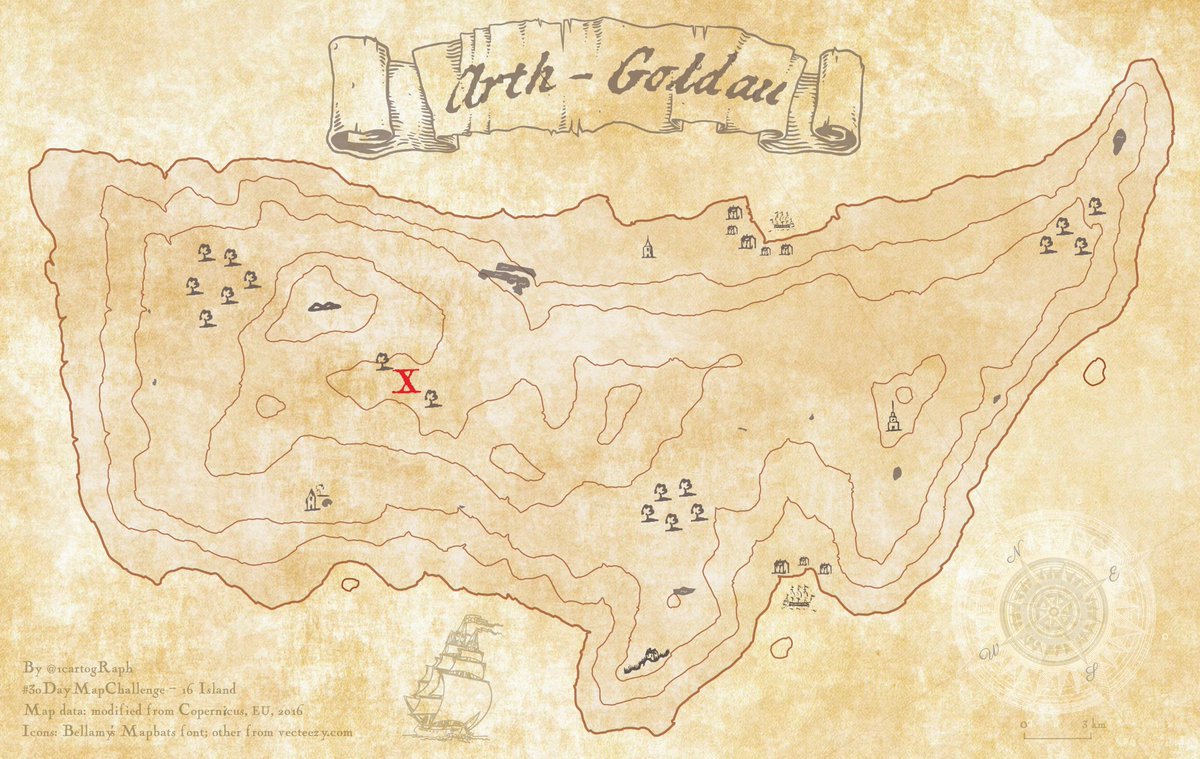 Arth - Goldau
X
N
E
W
S
By @1cartogRaph
#30DayMapChallenge – 16 Island
Map data: modified from Copernicus, EU, 2016
Icons: Bellamy's Mapbats font; other from vecteezy.com
0 3 km